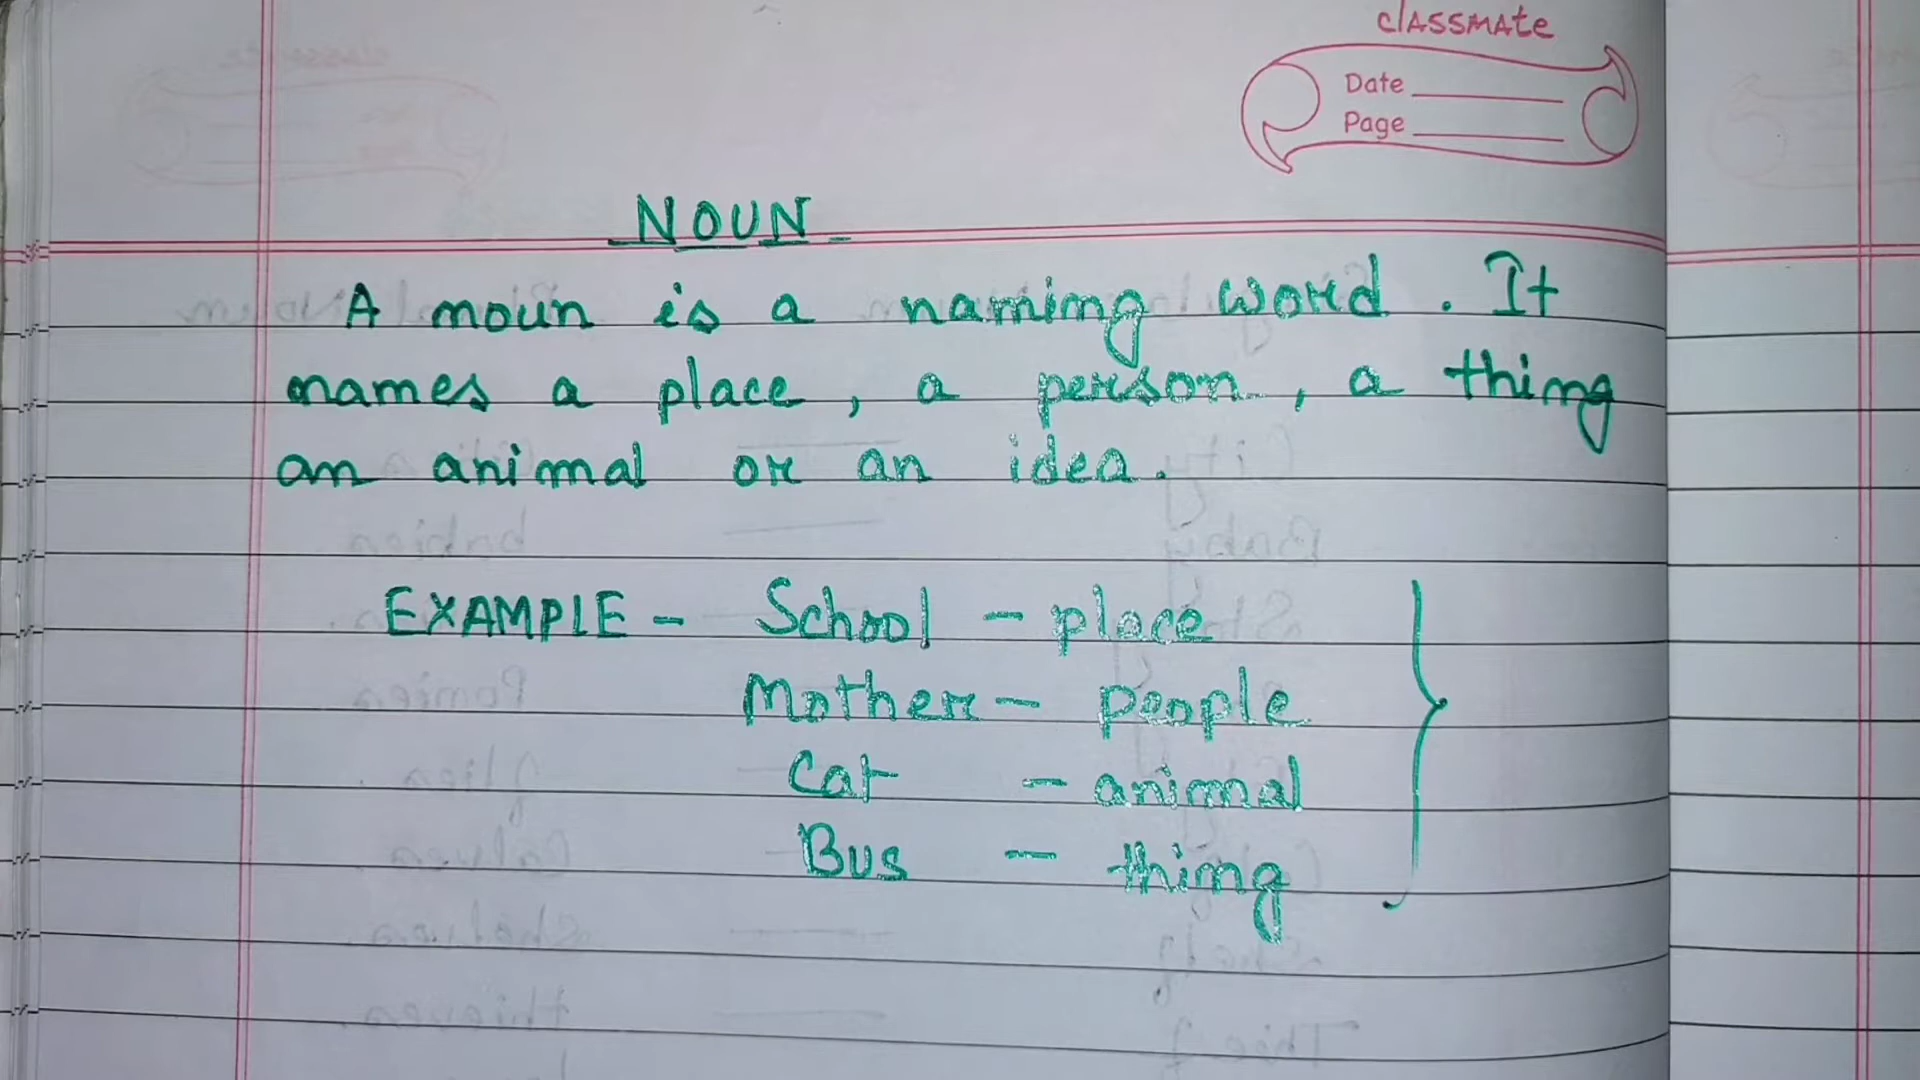 classmate
Date
Page
NOUN
A noun is a naming word. It
names a place, a person, a thing
an animal or an idea.
EXAMPLE - School - place
Mother - people
Cat - animal
Bus - thing